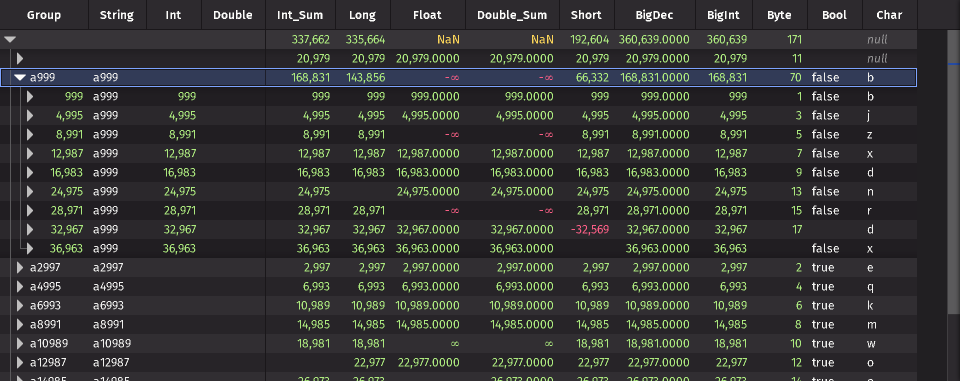 Group String Int Double Int_Sum Long Float Double_Sum Short BigDec BigInt Byte Bool Char
337,662 335,664 NaN NaN 192,604 360,639.0000 360,639 171 null
20,979 20,979 20,979.0000 20,979.0000 20,979 20,979.0000 20,979 11 null
a999 a999 168,831 143,856 -∞ -∞ 66,332 168,831.0000 168,831 70 false b
999 a999 999 999 999 999.0000 999.0000 999 999.0000 999 1 false b
4,995 a999 4,995 4,995 4,995 4,995.0000 4,995.0000 4,995 4,995.0000 4,995 3 false j
8,991 a999 8,991 8,991 8,991 -∞ -∞ 8,991 8,991.0000 8,991 5 false z
12,987 a999 12,987 12,987 12,987 12,987.0000 12,987.0000 12,987 12,987.0000 12,987 7 false x
16,983 a999 16,983 16,983 16,983 16,983.0000 16,983.0000 16,983 16,983.0000 16,983 9 false d
24,975 a999 24,975 24,975 24,975.0000 24,975.0000 24,975 24,975.0000 24,975 13 false n
28,971 a999 28,971 28,971 28,971 -∞ -∞ 28,971 28,971.0000 28,971 15 false r
32,967 a999 32,967 32,967 32,967 32,967.0000 32,967.0000 -32,569 32,967.0000 32,967 17 d
36,963 a999 36,963 36,963 36,963 36,963.0000 36,963.0000 36,963.0000 36,963 false x
a2997 a2997 2,997 2,997 2,997.0000 2,997.0000 2,997 2,997.0000 2,997 2 true e
a4995 a4995 6,993 6,993 6,993.0000 6,993.0000 6,993 6,993.0000 6,993 4 true q
a6993 a6993 10,989 10,989 10,989.0000 10,989.0000 10,989 10,989.0000 10,989 6 true k
a8991 a8991 14,985 14,985 14,985.0000 14,985.0000 14,985 14,985.0000 14,985 8 true m
a10989 a10989 18,981 18,981 ∞ ∞ 18,981 18,981.0000 18,981 10 true w
a12987 a12987 22,977 22,977.0000 22,977.0000 22,977 22,977.0000 22,977 12 true o